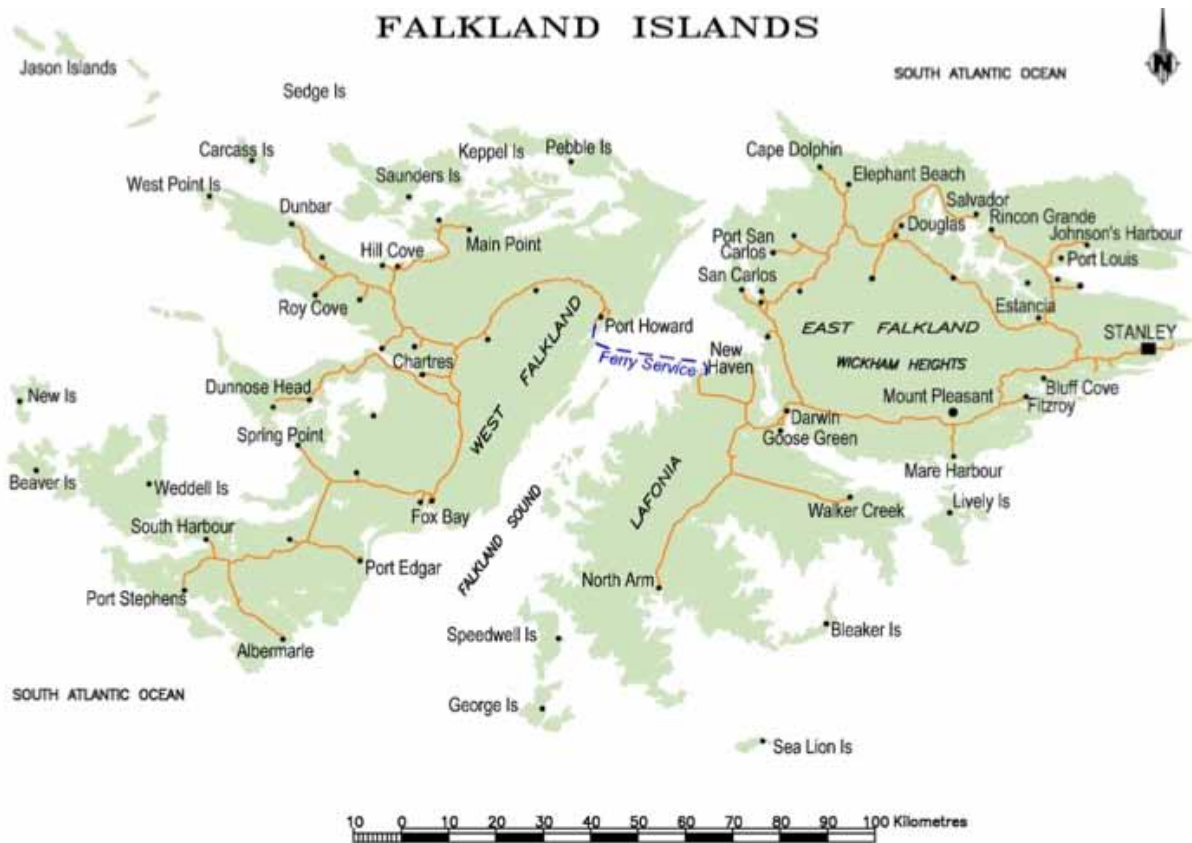 FALKLAND ISLANDS
N
SOUTH ATLANTIC OCEAN
Jason Islands
Sedge Is
Carcass Is
Keppel Is
Pebble Is
Cape Dolphin
Elephant Beach
West Point Is
Saunders Is
Salvador
Dunbar
Douglas
Rincon Grande
Johnson's Harbour
Main Point
Port San
Carlos
Hill Cove
Port Louis
San Carlos
Roy Cove
Estancia
Port Howard
EAST FALKLAND
STANLEY
WEST FALKLAND
Ferry Service
New
Haven
WICKHAM HEIGHTS
Chartres
Dunnose Head
Mount Pleasant
Bluff Cove
Fitzroy
New Is
Darwin
Goose Green
Spring Point
Mare Harbour
Beaver Is
Weddell Is
LAFONIA
Lively Is
Fox Bay
Walker Creek
South Harbour
FALKLAND SOUND
Port Edgar
North Arm
Port Stephens
Albermarle
Speedwell Is
Bleaker Is
SOUTH ATLANTIC OCEAN
George Is
Sea Lion Is
10 0 10 20 30 40 50 60 70 80 90 100 Kilometres